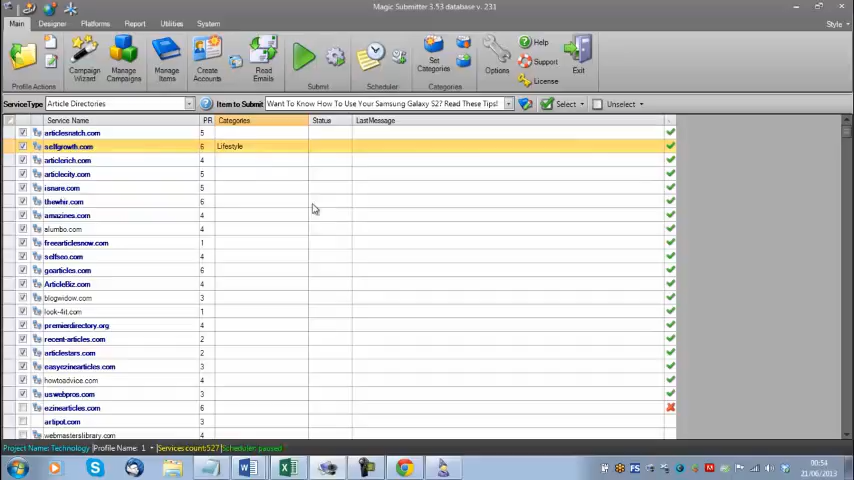 Magic Submitter 3.53 database v. 231
Main Designer Platforms Report Utilities System Style
Profile Actions
Campaign Wizard
Manage Campaigns
Manage Items
Create Accounts
Read Emails
Submit
Scheduler
Set Categories
Categories
Options
Help
Support
License
Exit
ServiceType Article Directories Item to Submit Want To Know How To Use Your Samsung Galaxy S2? Read These Tips! Select Unselect
Service Name PR Categories Status LastMessage
articlesnatch.com 5
selfgrowth.com 6 Lifestyle
articlerich.com 4
articlecity.com 5
isnare.com 5
thewhir.com 6
amazines.com 4
alumbo.com 4
freearticlesnow.com 1
selfseo.com 4
goarticles.com 6
ArticleBiz.com 4
blogwidow.com 3
look-4it.com 1
premierdirectory.org 4
recent-articles.com 2
articlestars.com 2
easyezinearticles.com 3
howtoadvice.com 4
uswebpros.com 3
ezinearticles.com 6
artipot.com 3
webmasterslibrary.com 4
Project Name: Technology Profile Name: 1 Services count:527 Scheduler: paused
00:54
21/06/2013